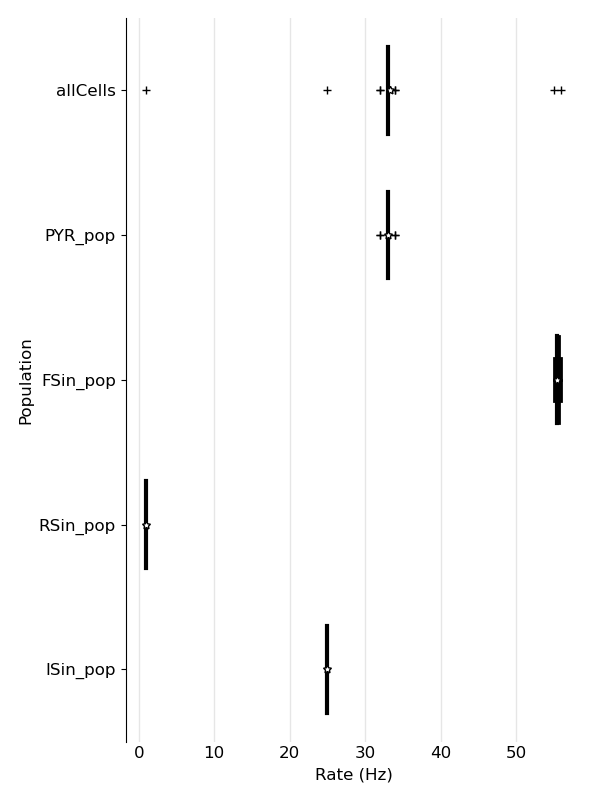 allCells
PYR_pop
FSin_pop
RSin_pop
ISin_pop
Population
0 10 20 30 40 50
Rate (Hz)